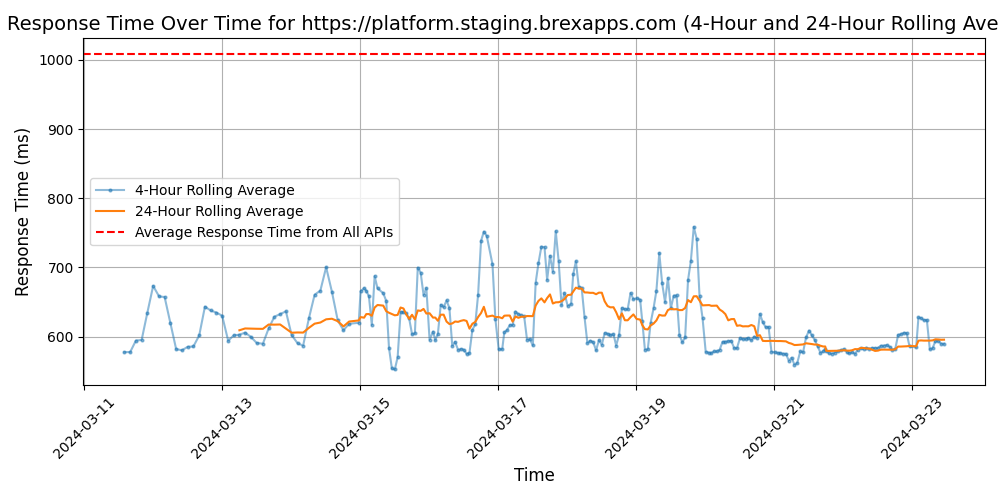 Response Time Over Time for https://platform.staging.brexapps.com (4-Hour and 24-Hour Rolling Ave
Response Time (ms)
1000
900
800
700
600
4-Hour Rolling Average
24-Hour Rolling Average
Average Response Time from All APIs
2024-03-11
2024-03-13
2024-03-15
2024-03-17
2024-03-19
2024-03-21
2024-03-23
Time